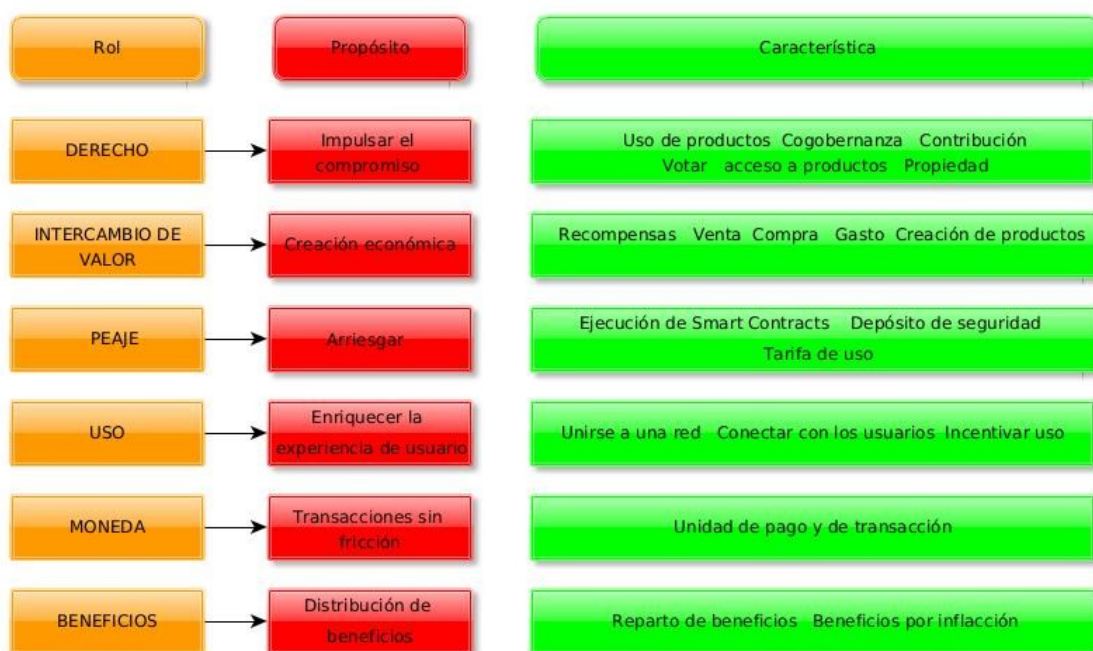 Rol
Propósito
Característica
DERECHO
Impulsar el
compromiso
Uso de productos Cogobernanza Contribución
Votar acceso a productos Propiedad
INTERCAMBIO DE
VALOR
Creación económica
Recompensas Venta Compra Gasto Creación de productos
PEAJE
Arriesgar
Ejecución de Smart Contracts Depósito de seguridad
Tarifa de uso
USO
Enriquecer la
experiencia de usuario
Unirse a una red Conectar con los usuarios Incentivar uso
MONEDA
Transacciones sin
fricción
Unidad de pago y de transacción
BENEFICIOS
Distribución de
beneficios
Reparto de beneficios Beneficios por inflacción